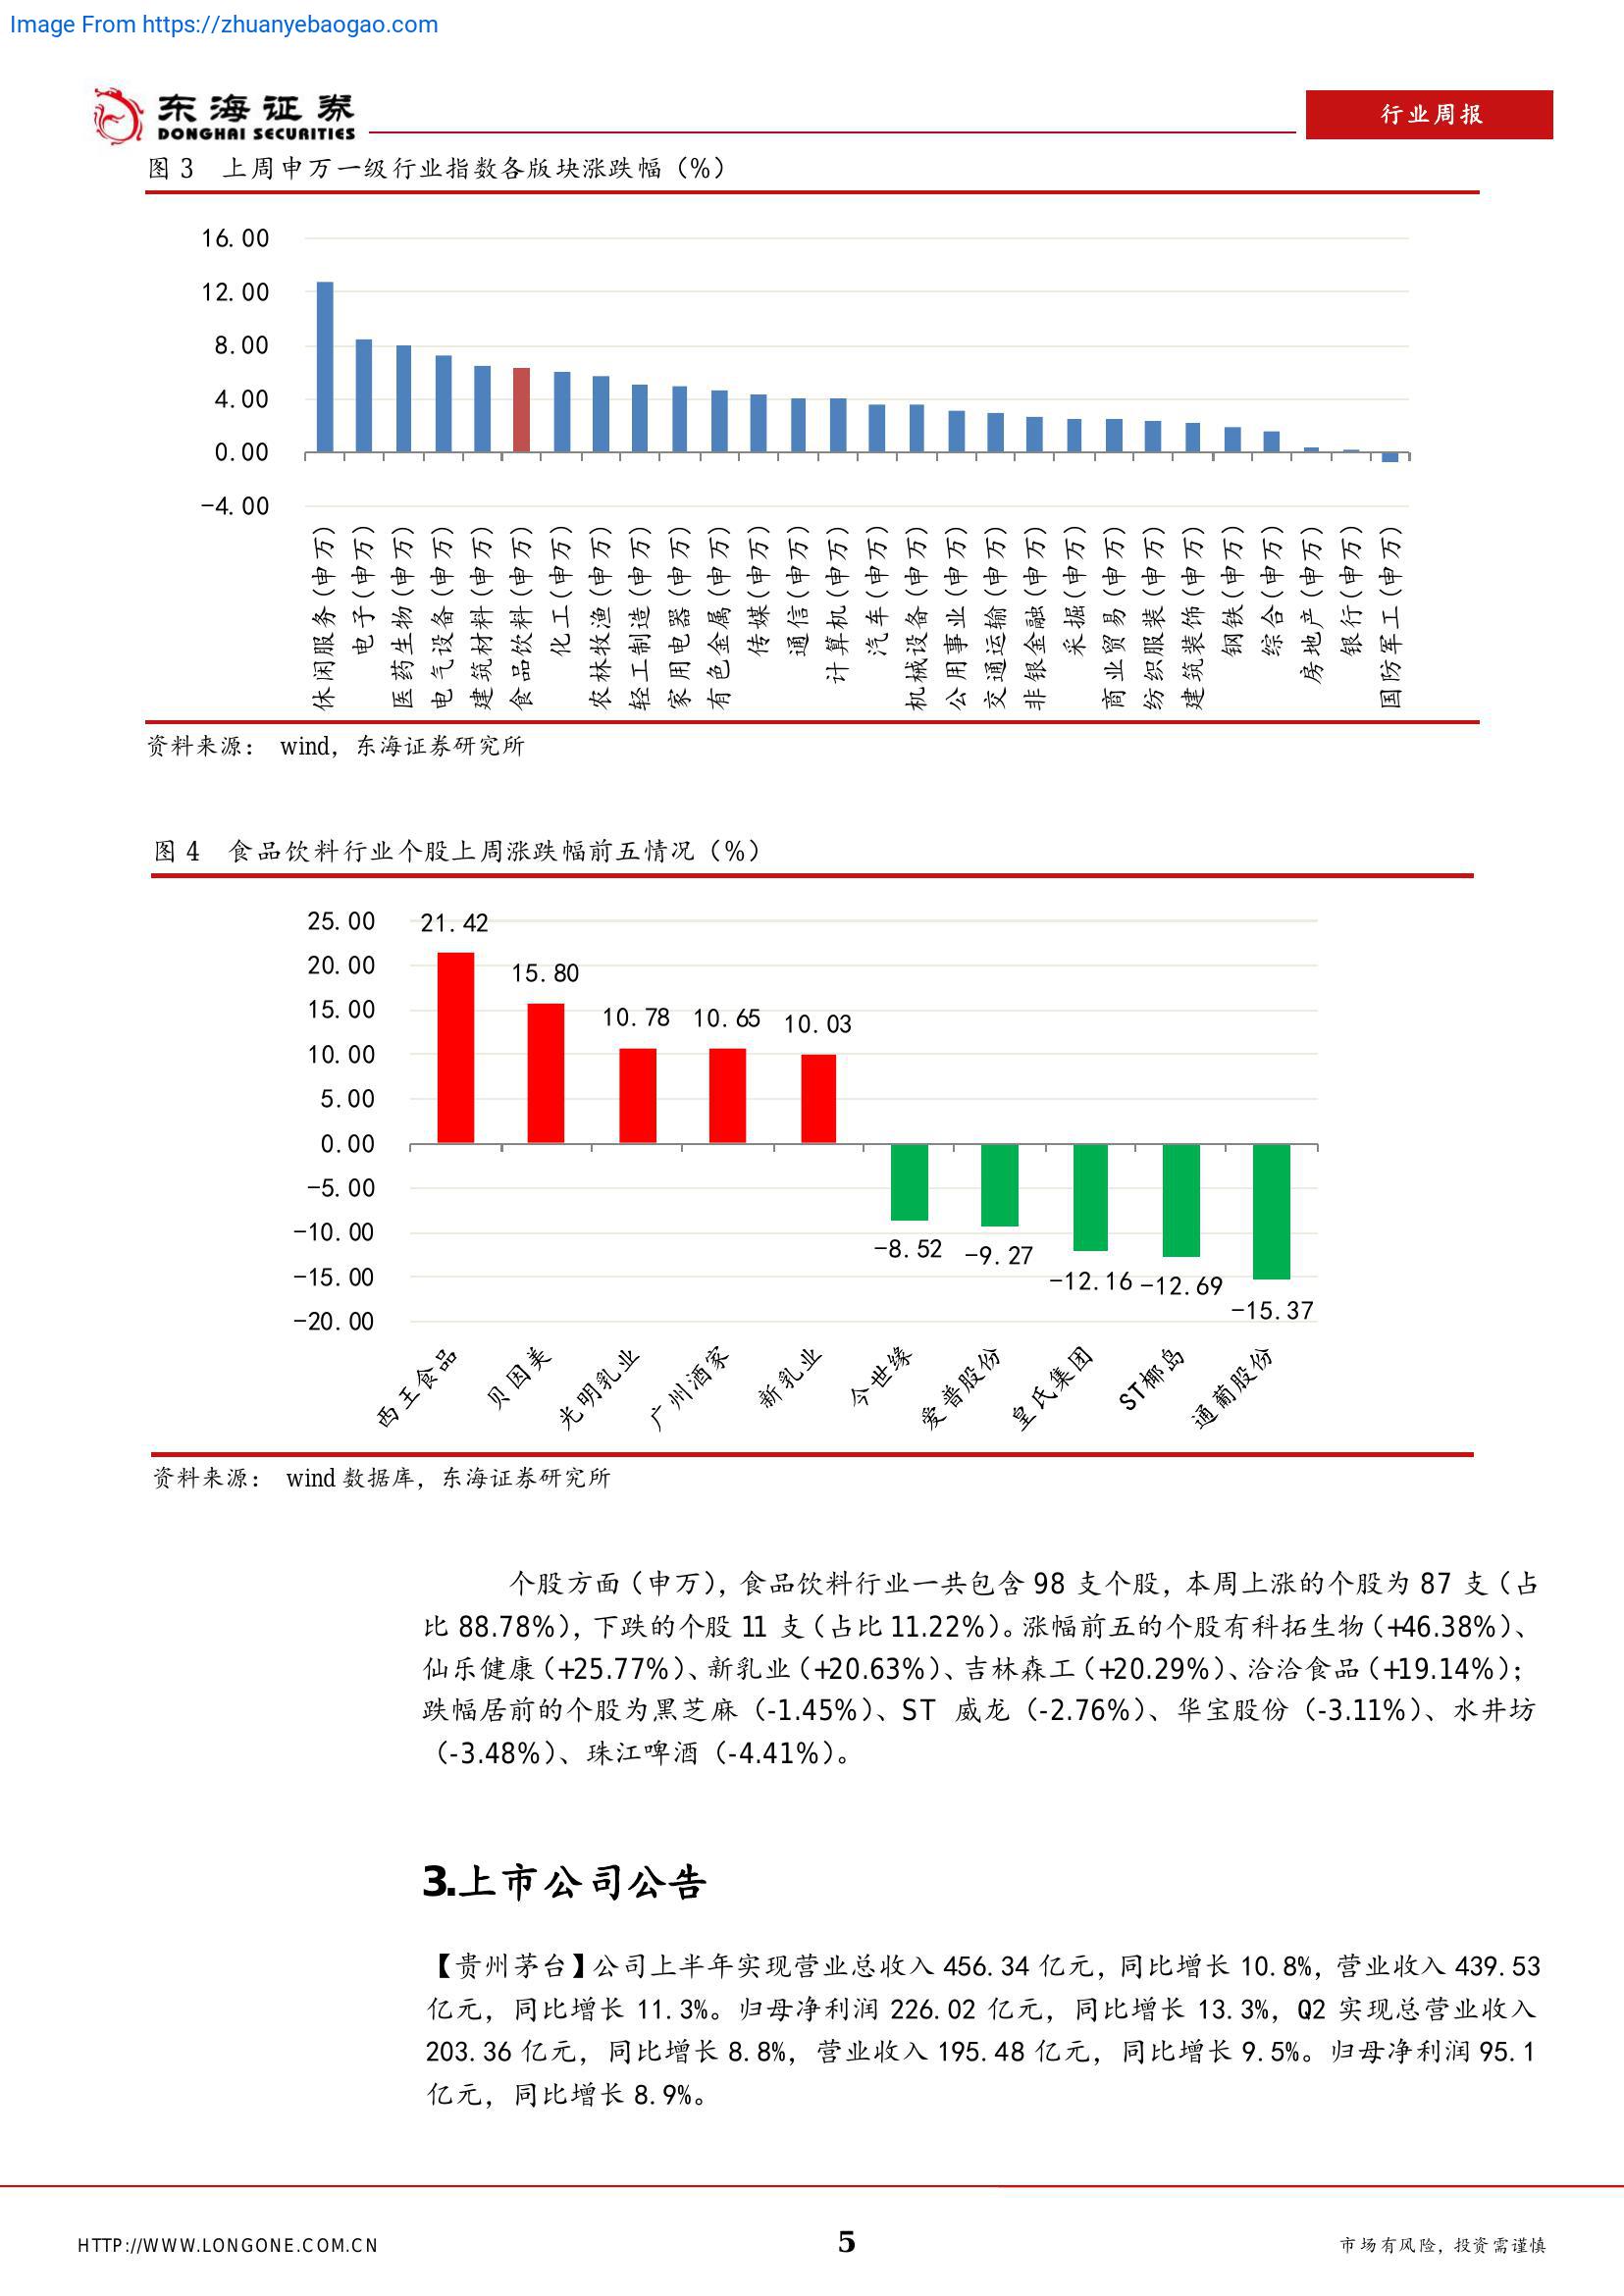 Image From https://zhuanyebaogao.com
东海证券
DONGHAI SECURITIES
行业周报
图 3 上周申万一级行业指数各版块涨跌幅（%）
16.00
12.00
8.00
4.00
0.00
-4.00
休闲服务(申万)
电子(申万)
医药生物(申万)
电气设备(申万)
建筑材料(申万)
食品饮料(申万)
化工(申万)
农林牧渔(申万)
轻工制造(申万)
家用电器(申万)
有色金属(申万)
传媒(申万)
通信(申万)
计算机(申万)
汽车(申万)
机械设备(申万)
公用事业(申万)
交通运输(申万)
非银金融(申万)
采掘(申万)
商业贸易(申万)
纺织服装(申万)
建筑装饰(申万)
钢铁(申万)
综合(申万)
房地产(申万)
银行(申万)
国防军工(申万)
资料来源： wind，东海证券研究所
图 4 食品饮料行业个股上周涨跌幅前五情况（%）
25.00
20.00
15.00
10.00
5.00
0.00
-5.00
-10.00
-15.00
-20.00
21.42
15.80
10.78
10.65
10.03
-8.52
-9.27
-12.16
-12.69
-15.37
西王食品
贝因美
光明乳业
广州酒家
新乳业
今世缘
爱普股份
皇氏集团
ST椰岛
通葡股份
资料来源： wind 数据库，东海证券研究所
个股方面（申万），食品饮料行业一共包含 98 支个股，本周上涨的个股为 87 支（占
比 88.78%），下跌的个股 11 支（占比 11.22%）。涨幅前五的个股有科拓生物（+46.38%）、
仙乐健康（+25.77%）、新乳业（+20.63%）、吉林森工（+20.29%）、洽洽食品（+19.14%）；
跌幅居前的个股为黑芝麻（-1.45%）、ST 威龙（-2.76%）、华宝股份（-3.11%）、水井坊
（-3.48%）、珠江啤酒（-4.41%）。
3.上市公司公告
【贵州茅台】公司上半年实现营业总收入 456.34 亿元，同比增长 10.8%，营业收入 439.53
亿元，同比增长 11.3%。归母净利润 226.02 亿元，同比增长 13.3%，Q2 实现总营业收入
203.36 亿元，同比增长 8.8%，营业收入 195.48 亿元，同比增长 9.5%。归母净利润 95.1
亿元，同比增长 8.9%。
HTTP://WWW.LONGONE.COM.CN
5
市场有风险，投资需谨慎